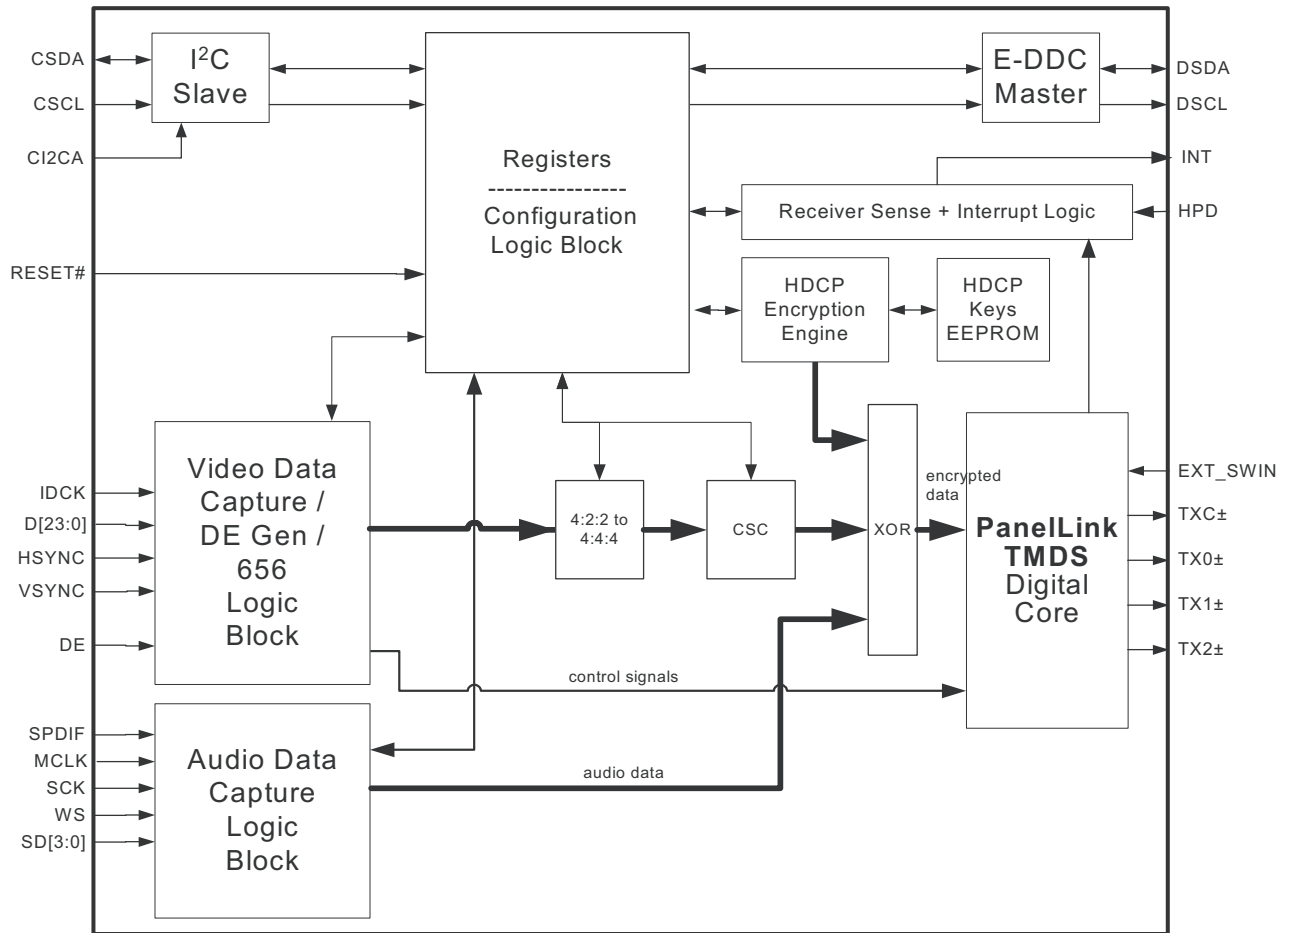 CSDA
CSCL
CI2CA
RESET#
I²C
Slave
Registers
----------------
Configuration
Logic Block
E-DDC
Master
DSDA
DSCL
INT
HPD
Receiver Sense + Interrupt Logic
HDCP
Encryption
Engine
HDCP
Keys
EEPROM
IDCK
D[23:0]
HSYNC
VSYNC
DE
Video Data
Capture /
DE Gen /
656
Logic
Block
4:2:2 to
4:4:4
CSC
XOR
encrypted
data
PanelLink
TMDS
Digital
Core
EXT_SWIN
TXC±
TX0±
TX1±
TX2±
control signals
SPDIF
MCLK
SCK
WS
SD[3:0]
Audio Data
Capture
Logic
Block
audio data